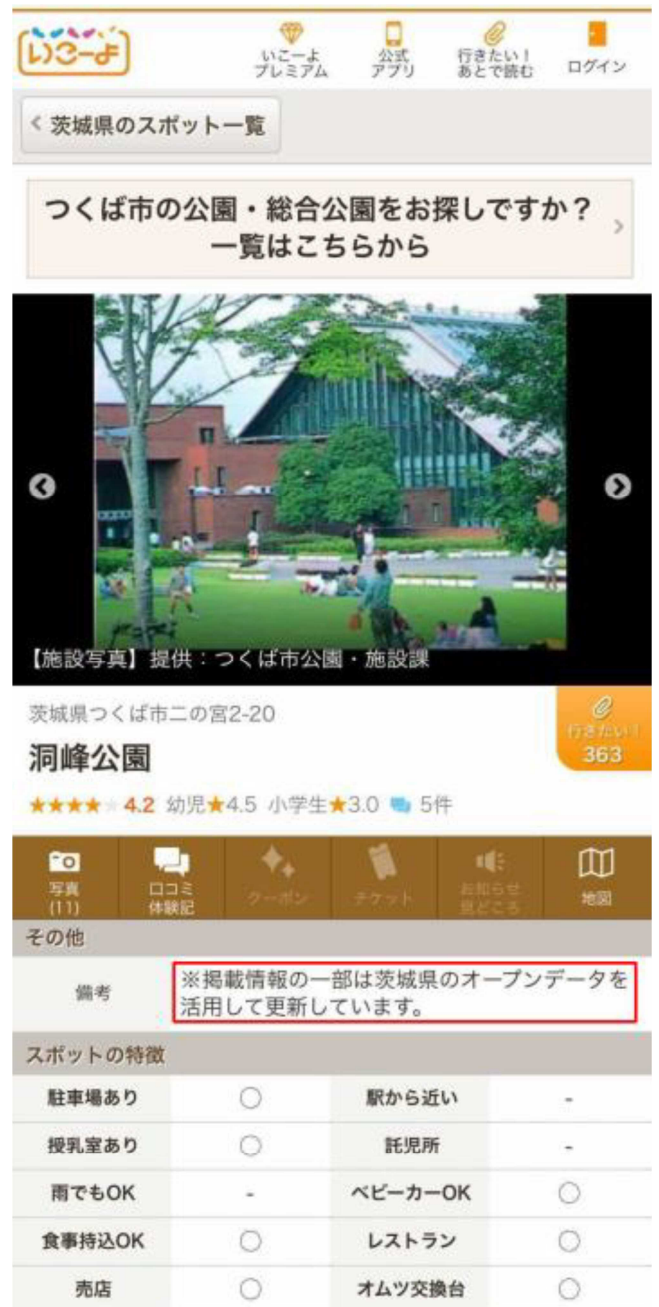 いこーよ
いこーよ
プレミアム
公式
アプリ
行きたい!
あとで読む
ログイン
茨城県のスポット一覧
つくば市の公園・総合公園をお探しですか?
一覧はこちらから
【施設写真】提供:つくば市公園・施設課
茨城県つくば市二の宮2-20
洞峰公園
行きたい!
363
★★★★★ 4.2 幼児★4.5 小学生★3.0 5件
写真
(11)
口コミ
体験記
クーポン
チケット
お知らせ
見どころ
地図
その他
備考
※掲載情報の一部は茨城県のオープンデータを
活用して更新しています。
スポットの特徴
駐車場あり ○ 駅から近い -
授乳室あり ○ 託児所 -
雨でもOK - ベビーカーOK ○
食事持込OK ○ レストラン ○
売店 ○ オムツ交換台 ○